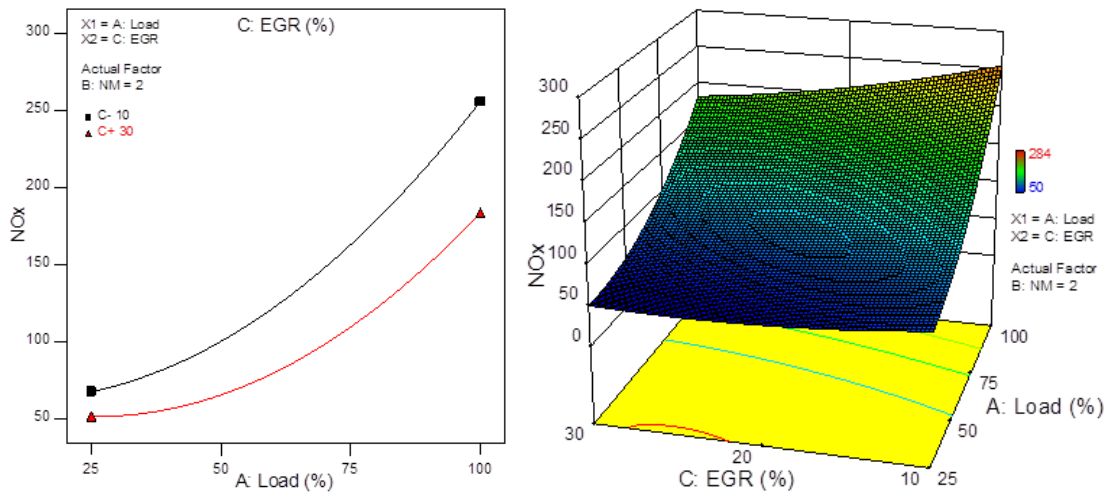 C: EGR (%)
X1 = A: Load
X2 = C: EGR
Actual Factor
B: NM = 2
C- 10
C+ 30
300
250
200
150
100
50
NOx
25
50
75
100
A: Load (%)
300
250
200
150
100
50
0
NOx
30
20
10
C: EGR (%)
25
50
75
100
A: Load (%)
284
50
X1 = A: Load
X2 = C: EGR
Actual Factor
B: NM = 2